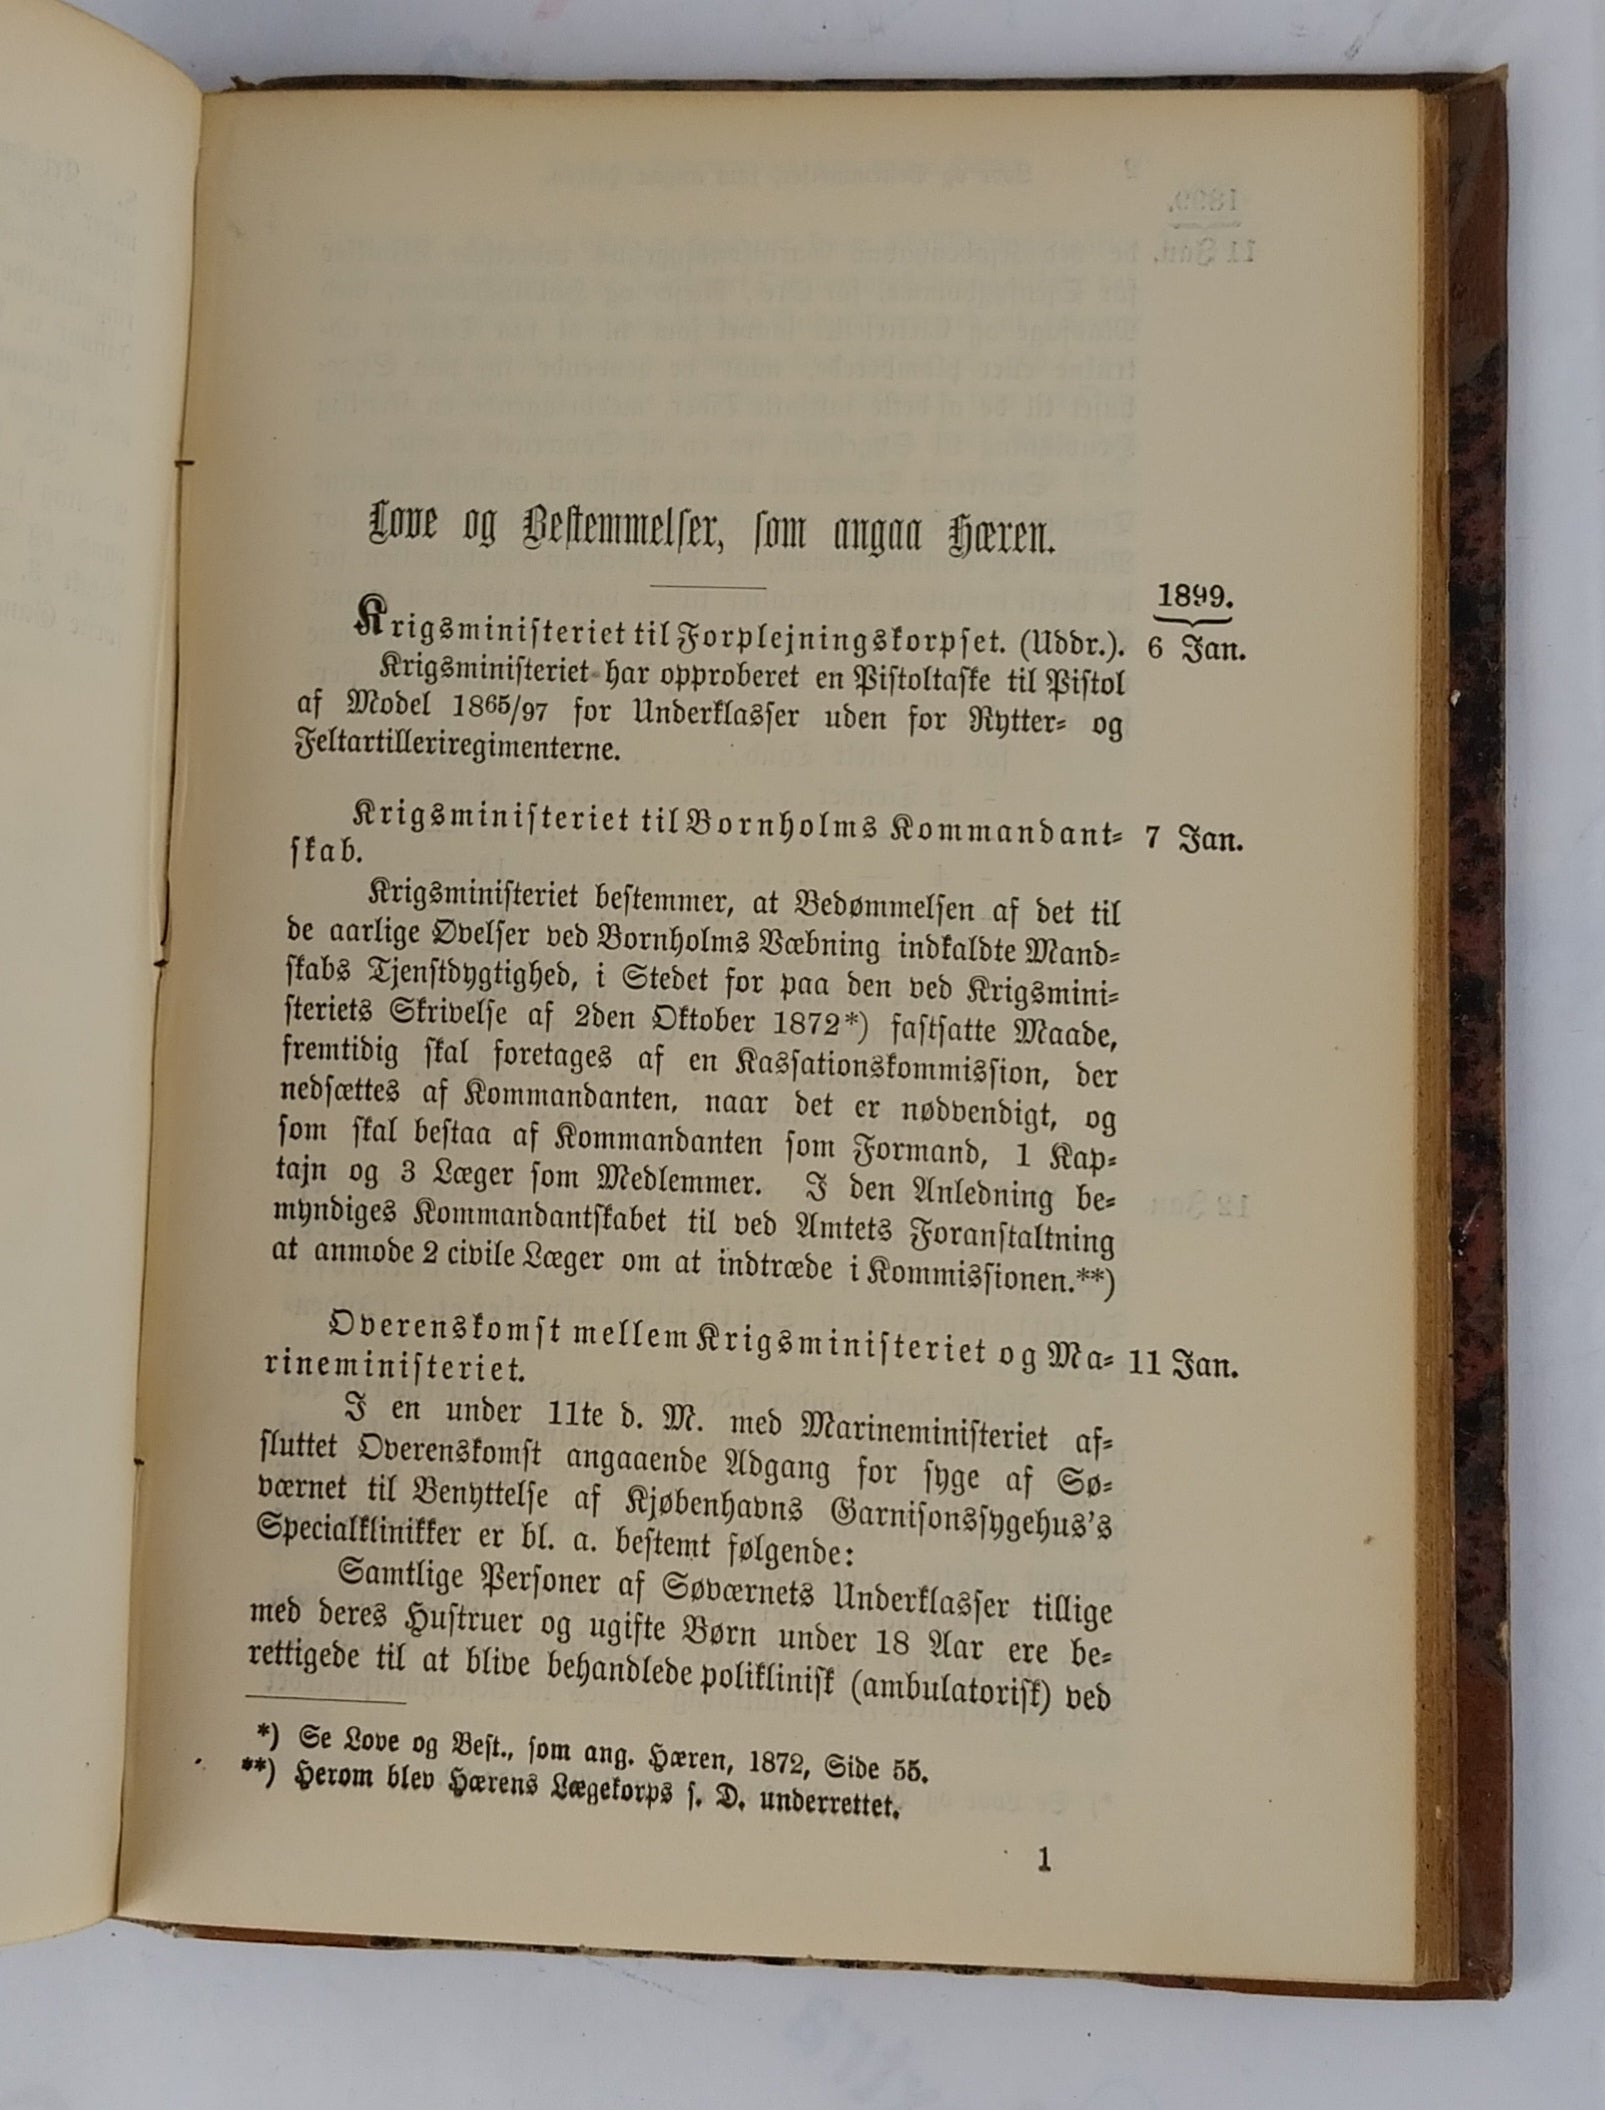 Love og Bestemmelser, som angaa Hæren.
1899.
Krigsministeriet til Forplejningskorpset. (Uddr.). 6 Jan.
Krigsministeriet har opproberet en Pistoltaske til Pistol
af Model 1865/97 for Underklasser uden for Rytter- og
Feltartilleriregimenterne.
Krigsministeriet til Bornholms Kommandant- 7 Jan.
skab.
Krigsministeriet bestemmer, at Bedømmelsen af det til
de aarlige Øvelser ved Bornholms Væbning indkaldte Mand-
skabs Tjenstdygtighed, i Stedet for paa den ved Krigsmini-
steriets Skrivelse af 2den Oktober 1872*) fastsatte Maade,
fremtidig skal foretages af en Kassationskommission, der
nedsættes af Kommandanten, naar det er nødvendigt, og
som skal bestaa af Kommandanten som Formand, 1 Kap-
tajn og 3 Læger som Medlemmer. I den Anledning be-
myndiges Kommandantskabet til ved Amtets Foranstaltning
at anmode 2 civile Læger om at indtræde i Kommissionen.**)
Overenskomst mellem Krigsministeriet og Ma- 11 Jan.
rineministeriet.
I en under 11te d. M. med Marineministeriet af-
sluttet Overenskomst angaaende Adgang for syge af Sø-
værnet til Benyttelse af Kjøbenhavns Garnisonssygehus's
Specialklinikker er bl. a. bestemt følgende:
Samtlige Personer af Søværnets Underklasser tillige
med deres Hustruer og ugifte Børn under 18 Aar ere be-
rettigede til at blive behandlede poliklinisk (ambulatorisk) ved
*) Se Love og Best., som ang. Hæren, 1872, Side 55.
**) Herom blev Hærens Lægekorps s. D. underrettet.
1